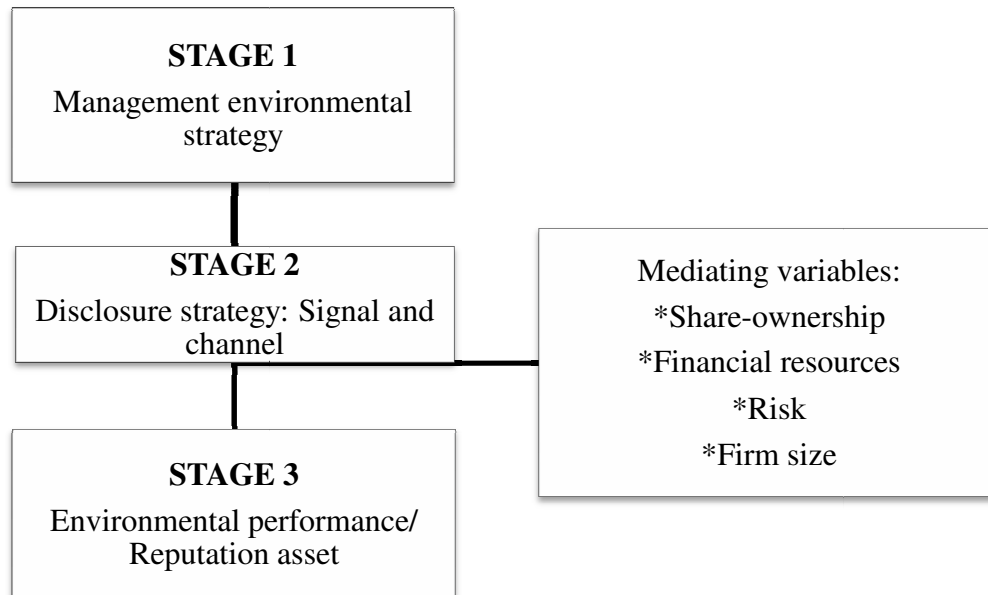 STAGE 1
Management environmental
strategy
STAGE 2
Disclosure strategy: Signal and
channel
Mediating variables:
*Share-ownership
*Financial resources
*Risk
*Firm size
STAGE 3
Environmental performance/
Reputation asset